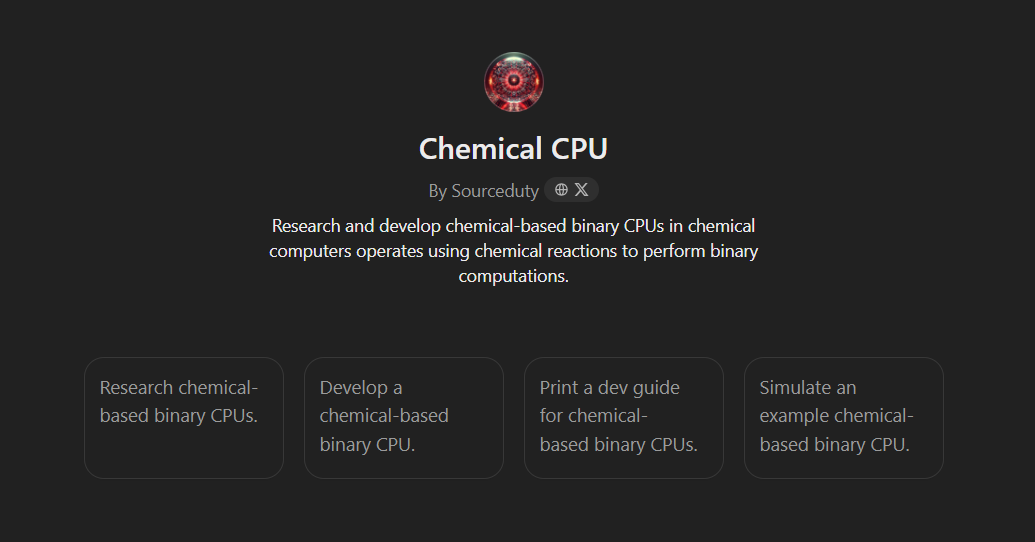 Chemical CPU
By Sourceduty
Research and develop chemical-based binary CPUs in chemical
computers operates using chemical reactions to perform binary
computations.
Research chemical-
based binary CPUs.
Develop a
chemical-based
binary CPU.
Print a dev guide
for chemical-
based binary CPUs.
Simulate an
example chemical-
based binary CPU.